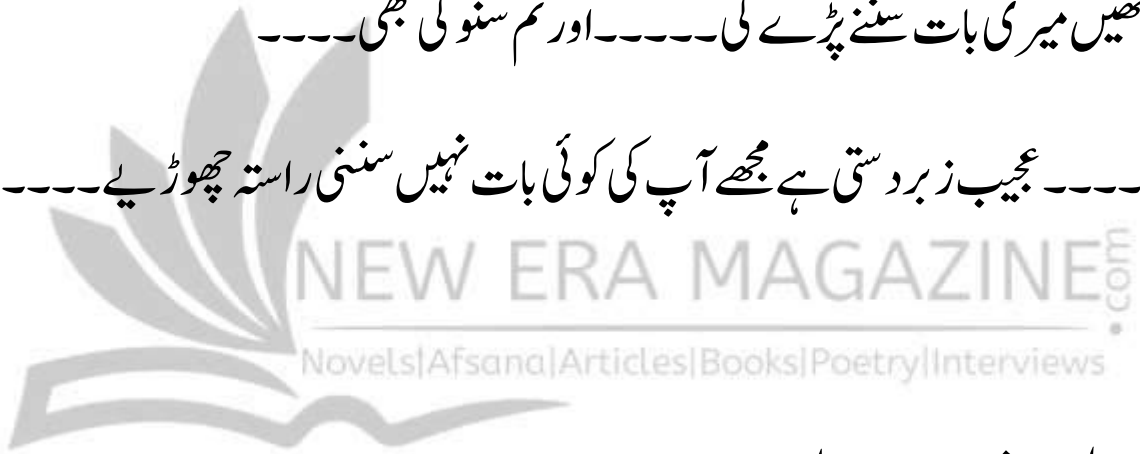 ھیں میری بات سننے پڑے گی۔۔۔۔۔اور تم سنو گی بھی۔۔۔۔
۔۔۔۔ عجیب زبردستی ہے مجھے آپ کی کوئی بات نہیں سننی راستہ چھوڑیے۔۔۔۔
NEW ERA MAGAZINE.com
Novels|Afsana|Articles|Books|Poetry|Interviews